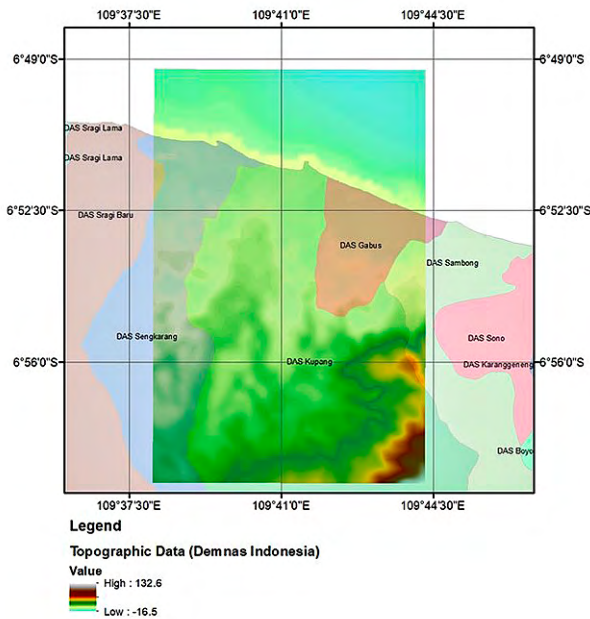 109°37'30"E 109°41'0"E 109°44'30"E
6°49'0"S 6°49'0"S
DAS Sragi Lama
DAS Sragi Lama
6°52'30"S 6°52'30"S
DAS Sragi Baru
DAS Gabus
DAS Sambong
DAS Sengkarang
DAS Sono
6°56'0"S 6°56'0"S
DAS Kupang
DAS Karanggeneng
DAS Boyo
109°37'30"E 109°41'0"E 109°44'30"E
Legend
Topographic Data (Demnas Indonesia)
Value
High : 132.6
Low : -16.5